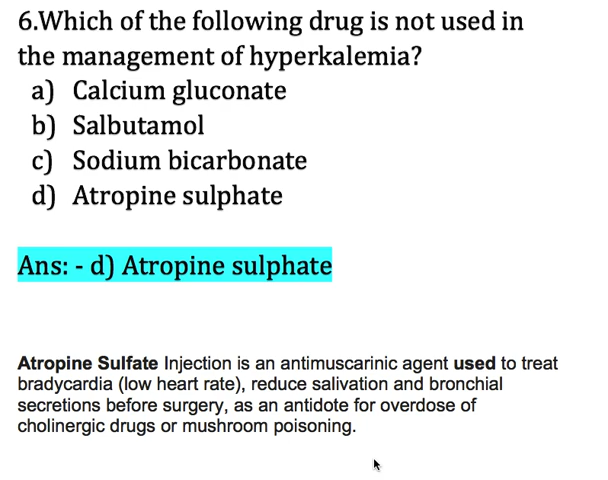 6.Which of the following drug is not used in
the management of hyperkalemia?
a) Calcium gluconate
b) Salbutamol
c) Sodium bicarbonate
d) Atropine sulphate
Ans: - d) Atropine sulphate
Atropine Sulfate Injection is an antimuscarinic agent used to treat
bradycardia (low heart rate), reduce salivation and bronchial
secretions before surgery, as an antidote for overdose of
cholinergic drugs or mushroom poisoning.